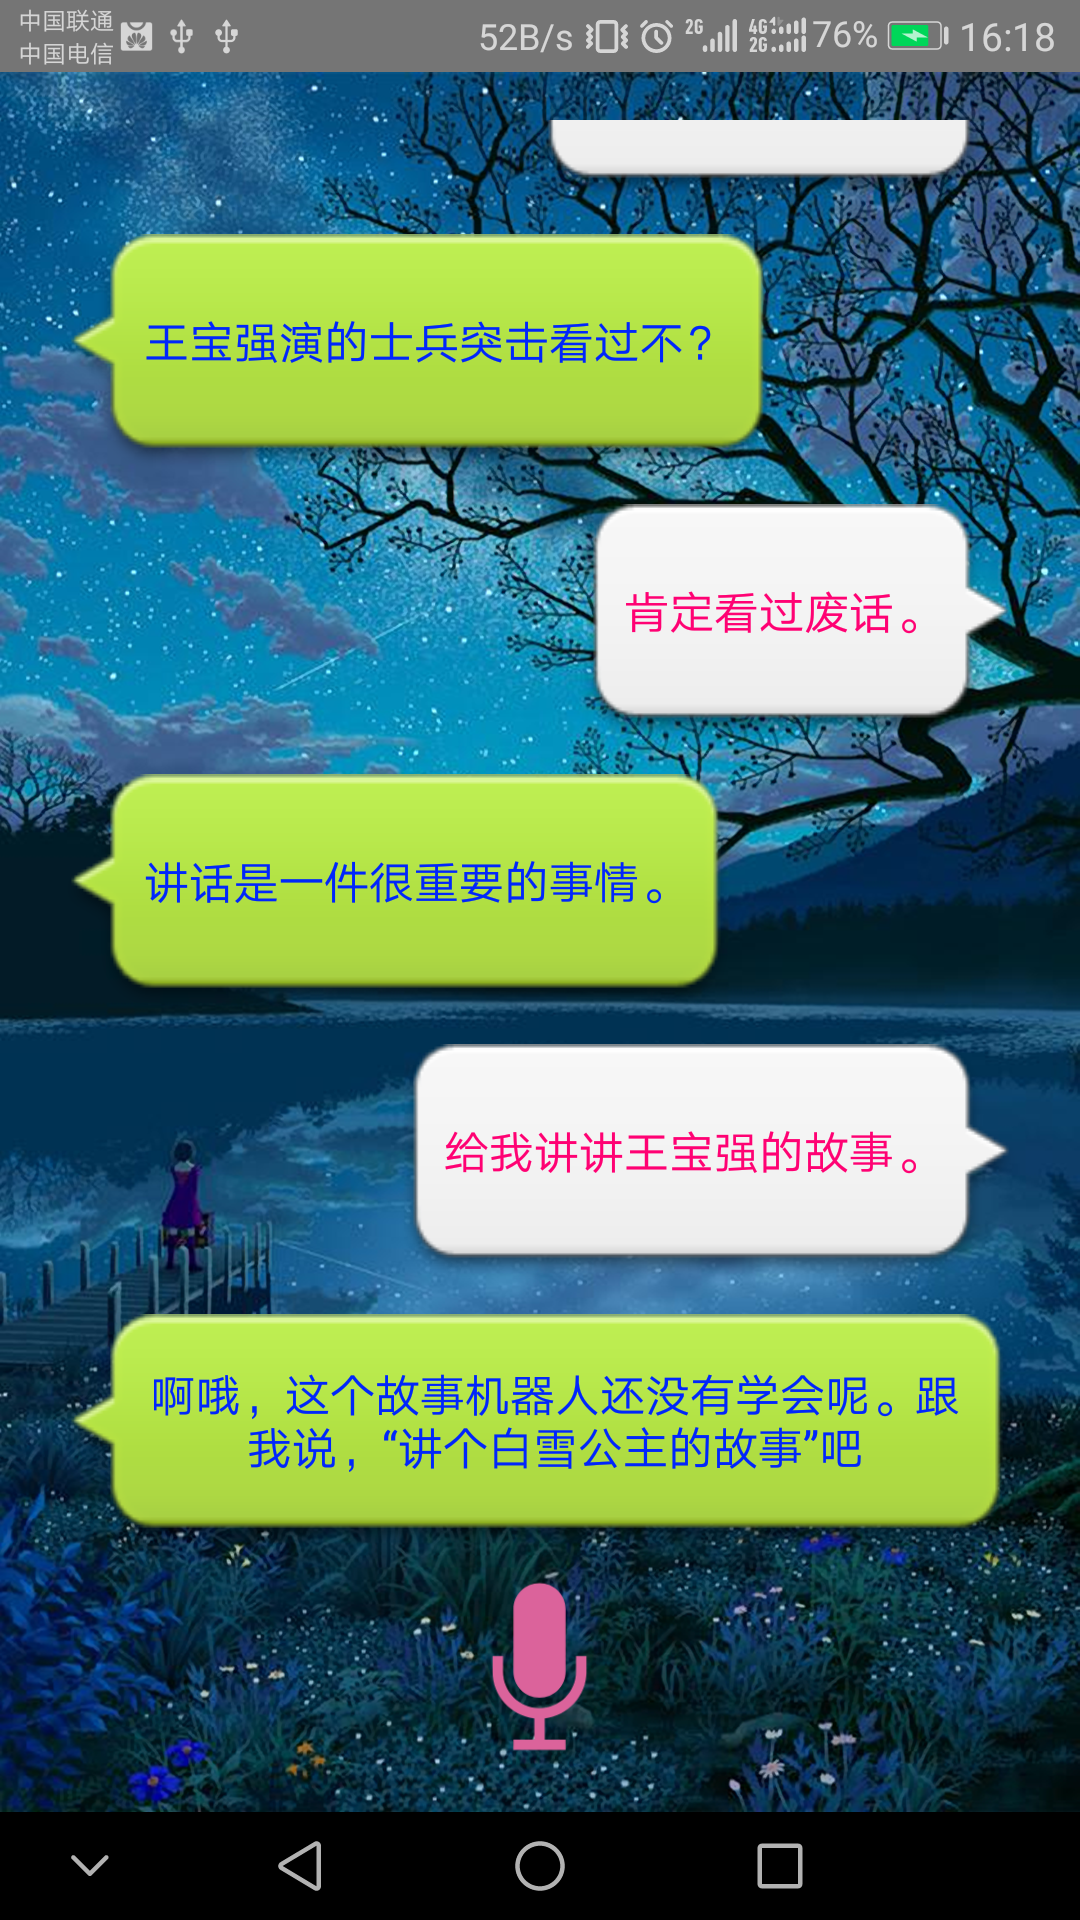 中国联通
中国电信
52B/s 2G 4G 2G 76% 16:18
王宝强演的士兵突击看过不？
肯定看过废话。
讲话是一件很重要的事情。
给我讲讲王宝强的故事。
啊哦，这个故事机器人还没有学会呢。跟
我说，“讲个白雪公主的故事”吧